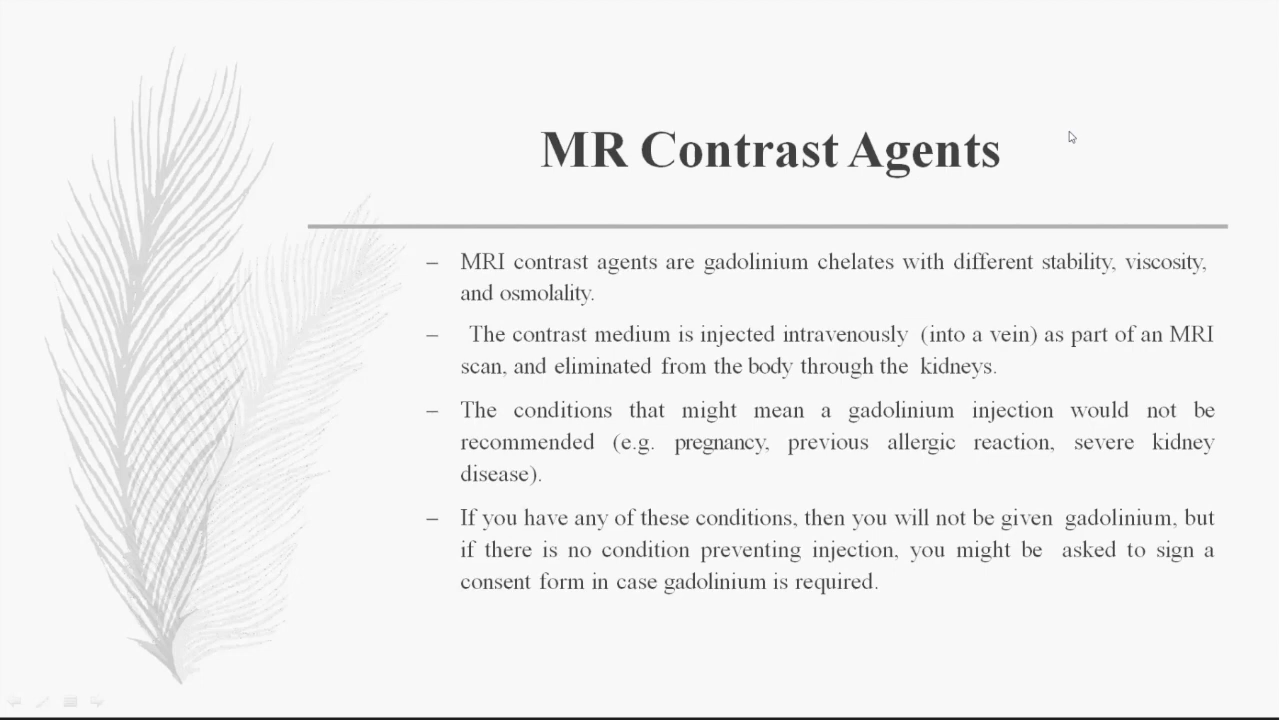 MR Contrast Agents
– MRI contrast agents are gadolinium chelates with different stability, viscosity,
and osmolality.
– The contrast medium is injected intravenously (into a vein) as part of an MRI
scan, and eliminated from the body through the kidneys.
– The conditions that might mean a gadolinium injection would not be
recommended (e.g. pregnancy, previous allergic reaction, severe kidney
disease).
– If you have any of these conditions, then you will not be given gadolinium, but
if there is no condition preventing injection, you might be asked to sign a
consent form in case gadolinium is required.